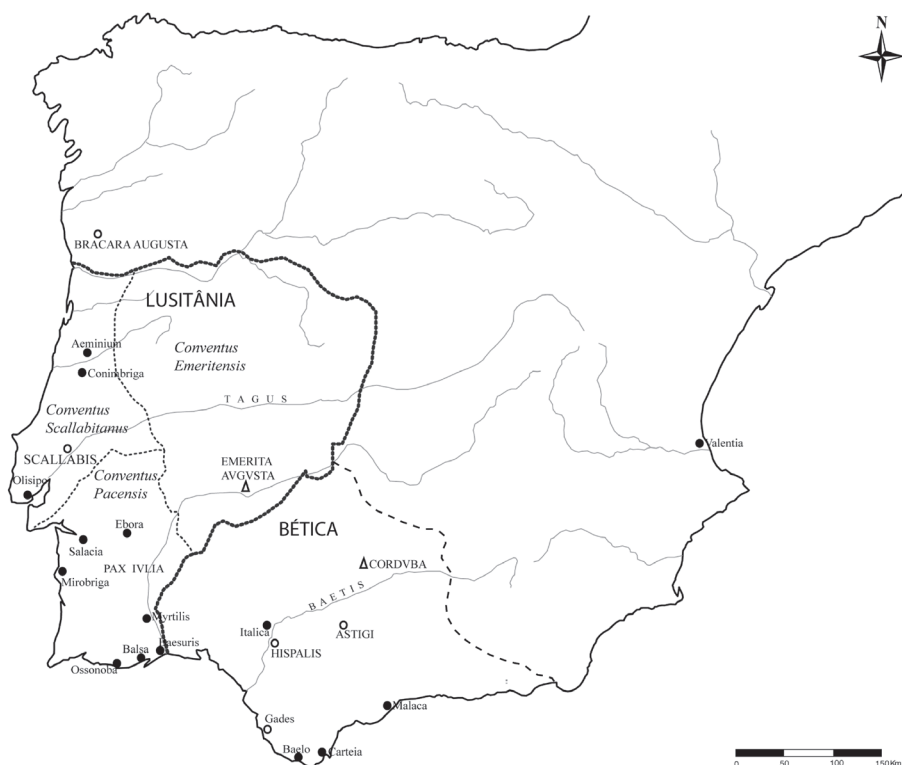 N
BRACARA AUGUSTA
LUSITÂNIA
Aeminium
Conventus
Emeritensis
Conimbriga
TAGUS
Conventus
Scallabitanus
Valentia
SCALLABIS
EMERITA
AVGVSTA
Conventus
Pacensis
Olisipo
BÉTICA
Ebora
Salacia
PAX IVLIA
CORDVBA
Mirobriga
BAETIS
Myrtilis
Italica
ASTIGI
HISPALIS
Baesuris
Balsa
Ossonoba
Malaca
Gades
Baelo
Carteia
0 50 100 150Km